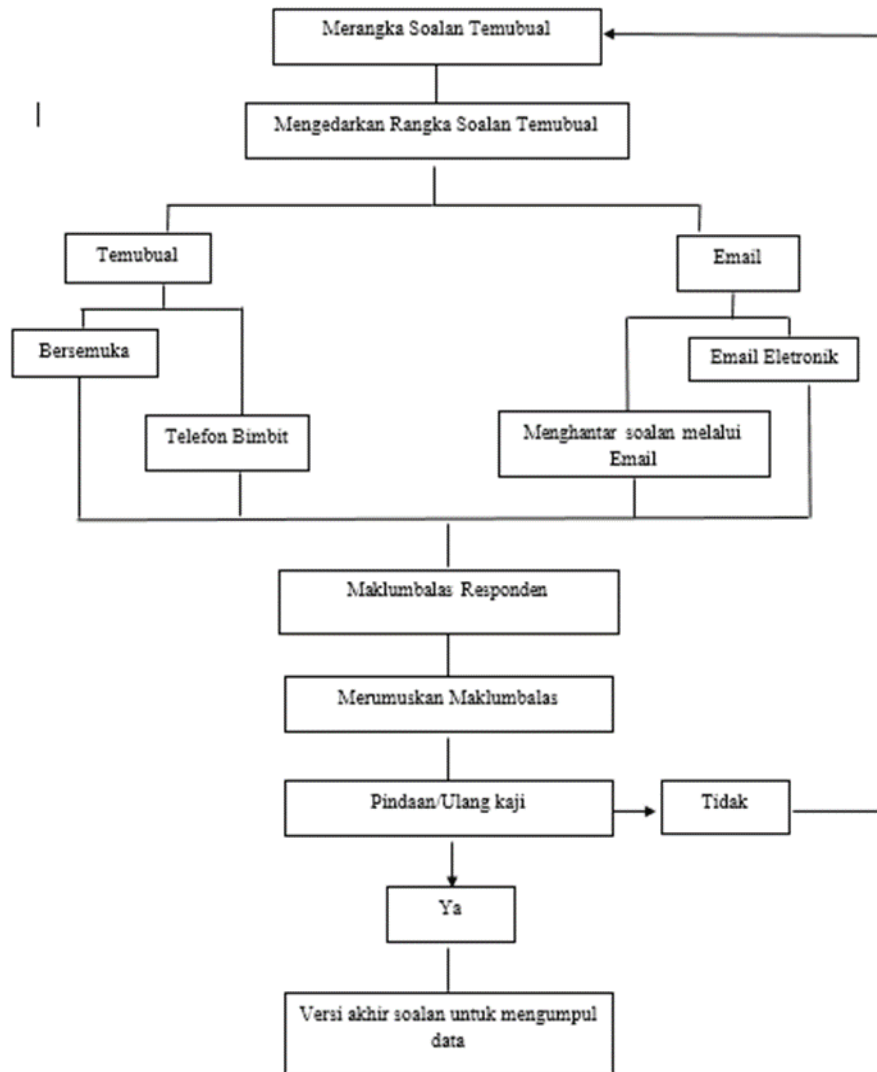 Merangka Soalan Temubual
Mengedarkan Rangka Soalan Temubual
Temubual
Email
Bersemuka
Email Eletronik
Telefon Bimbit
Menghantar soalan melalui
Email
Maklumbalas Responden
Merumuskan Maklumbalas
Pindaan/Ulang kaji
Tidak
Ya
Versi akhir soalan untuk mengumpul
data